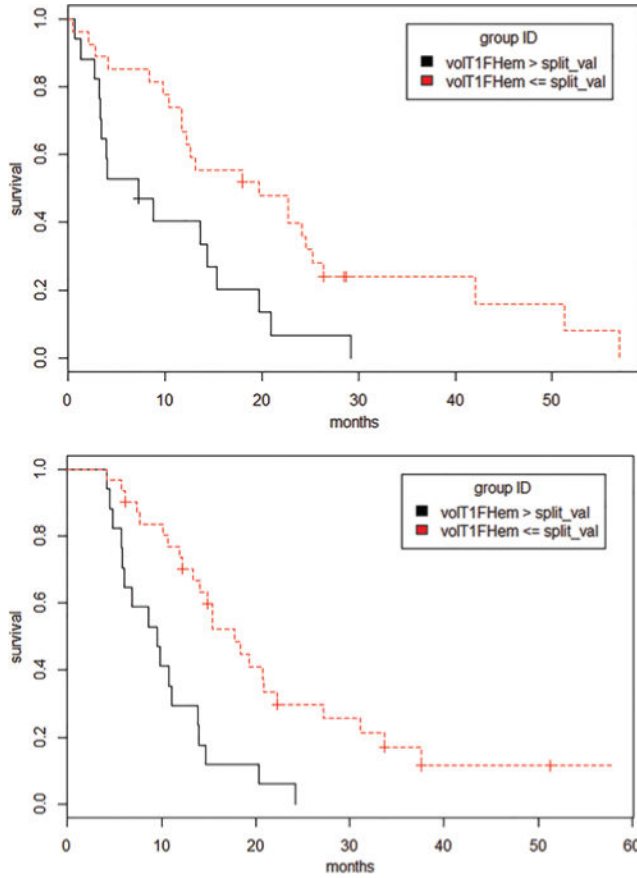 group ID
volT1FHem > split_val
volT1FHem <= split_val
survival
1.0
0.8
0.6
0.4
0.2
0.0
0 10 20 30 40 50
months
group ID
volT1FHem > split_val
volT1FHem <= split_val
survival
1.0
0.8
0.6
0.4
0.2
0.0
0 10 20 30 40 50 60
months